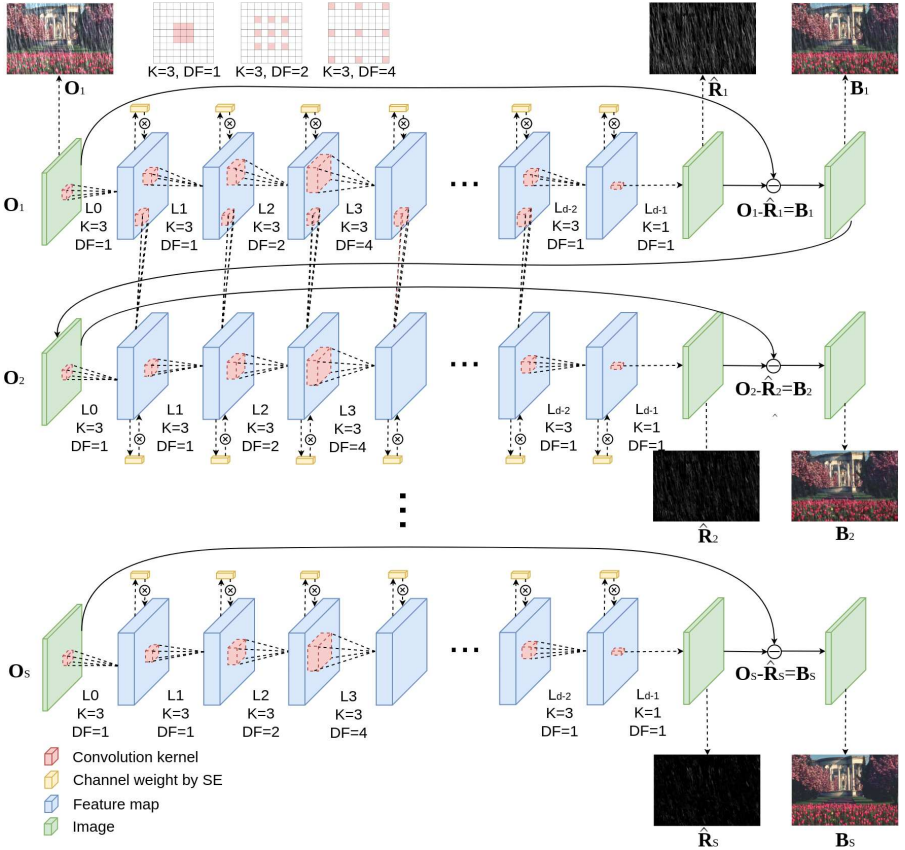 K=3, DF=1
K=3, DF=2
K=3, DF=4
O1
R̂1
B1
O1
L0
K=3
DF=1
L1
K=3
DF=1
L2
K=3
DF=2
L3
K=3
DF=4
...
Ld-2
K=3
DF=1
Ld-1
K=1
DF=1
O1-R̂1=B1
O2
L0
K=3
DF=1
L1
K=3
DF=1
L2
K=3
DF=2
L3
K=3
DF=4
...
Ld-2
K=3
DF=1
Ld-1
K=1
DF=1
O2-R̂2=B2
^
R̂2
B2
OS
L0
K=3
DF=1
L1
K=3
DF=1
L2
K=3
DF=2
L3
K=3
DF=4
...
Ld-2
K=3
DF=1
Ld-1
K=1
DF=1
OS-R̂S=BS
Convolution kernel
Channel weight by SE
Feature map
Image
R̂S
BS